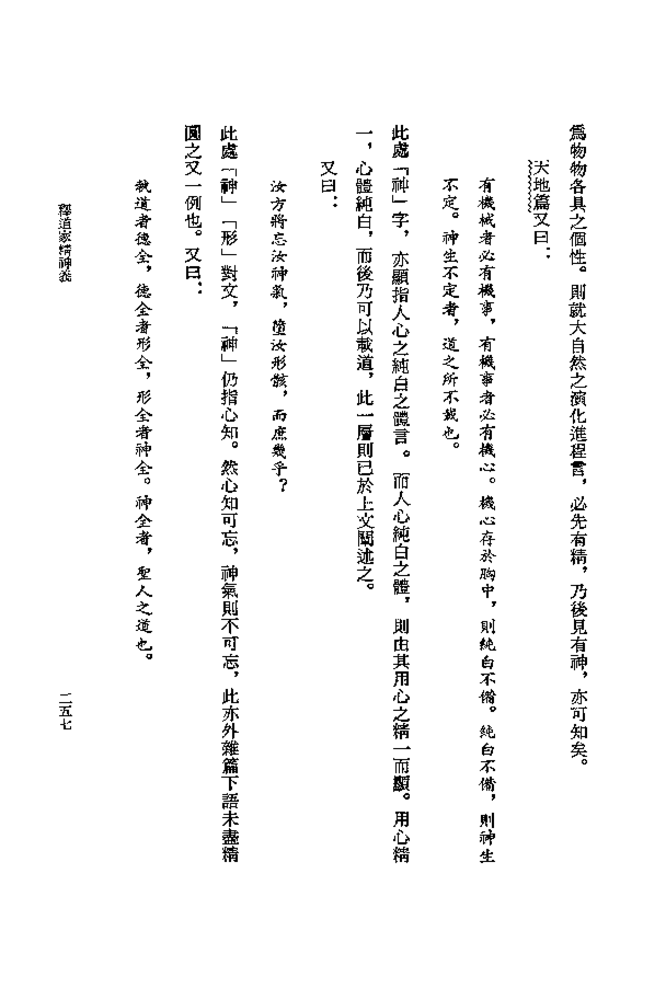 爲物物各具之個性。則就大自然之演化進程言，必先有精，乃後見有神，亦可知矣。
天地篇又曰：
有機械者必有機事，有機事者必有機心。機心存於胸中，則純白不備。純白不備，則神生
不定。神生不定者，道之所不載也。
此處「神」字，亦顯指人心之純白之體言。而人心純白之體，則由其用心之精一而顯。用心精
一，心體純白，而後乃可以載道，此一層則已於上文闡述之。
又曰：
汝方將忘汝神氣，墮汝形骸，而庶幾乎？
此處「神」「形」對文，「神」仍指心知。然心知可忘，神氣則不可忘，此亦外雜篇下語未盡精
圓之又一例也。又曰：
執道者德全，德全者形全，形全者神全。神全者，聖人之道也。
釋道家精神義
二五七